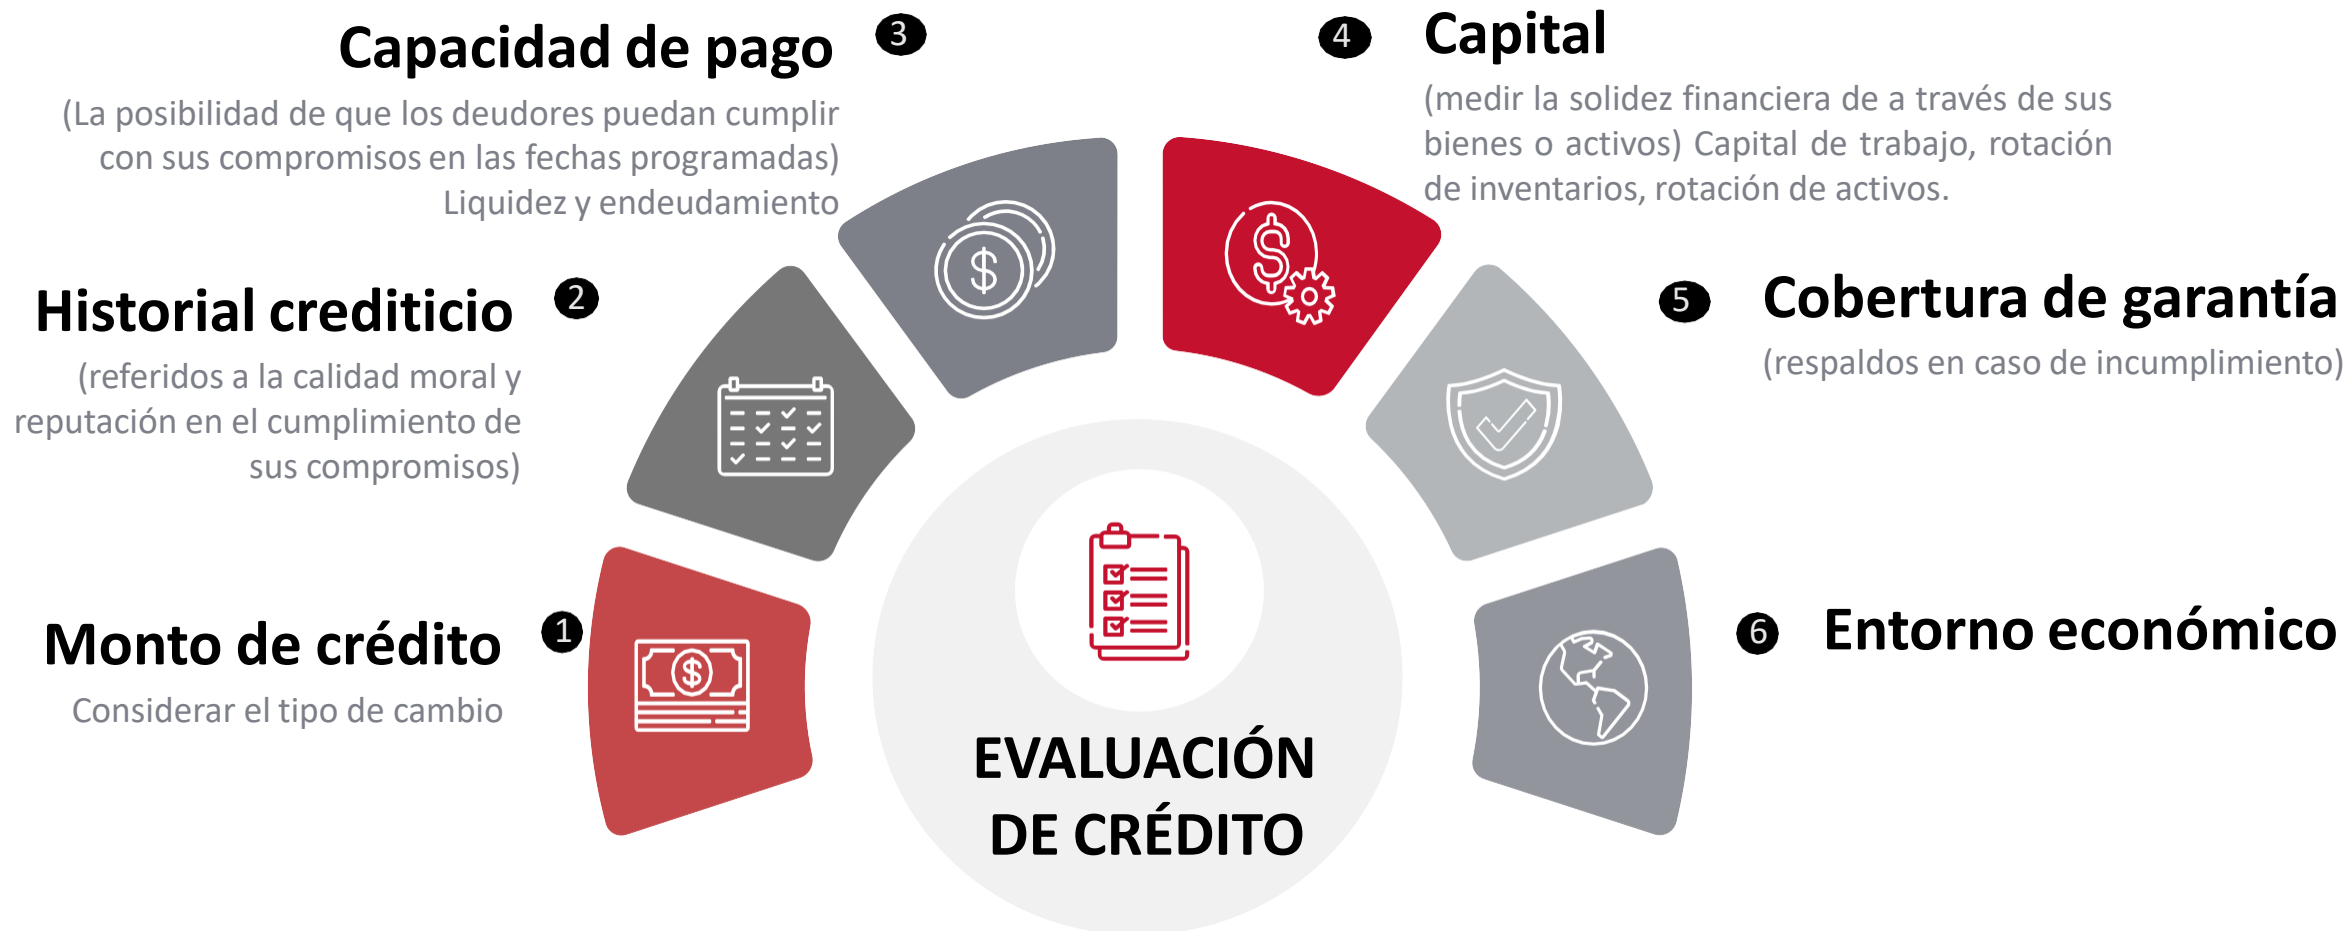 Capacidad de pago
3
(La posibilidad de que los deudores puedan cumplir
con sus compromisos en las fechas programadas)
Liquidez y endeudamiento
4
Capital
(medir la solidez financiera de a través de sus
bienes o activos) Capital de trabajo, rotación
de inventarios, rotación de activos.
Historial crediticio
2
(referidos a la calidad moral y
reputación en el cumplimiento de
sus compromisos)
5
Cobertura de garantía
(respaldos en caso de incumplimiento)
Monto de crédito
1
Considerar el tipo de cambio
6
Entorno económico
$
$
$
EVALUACIÓN
DE CRÉDITO